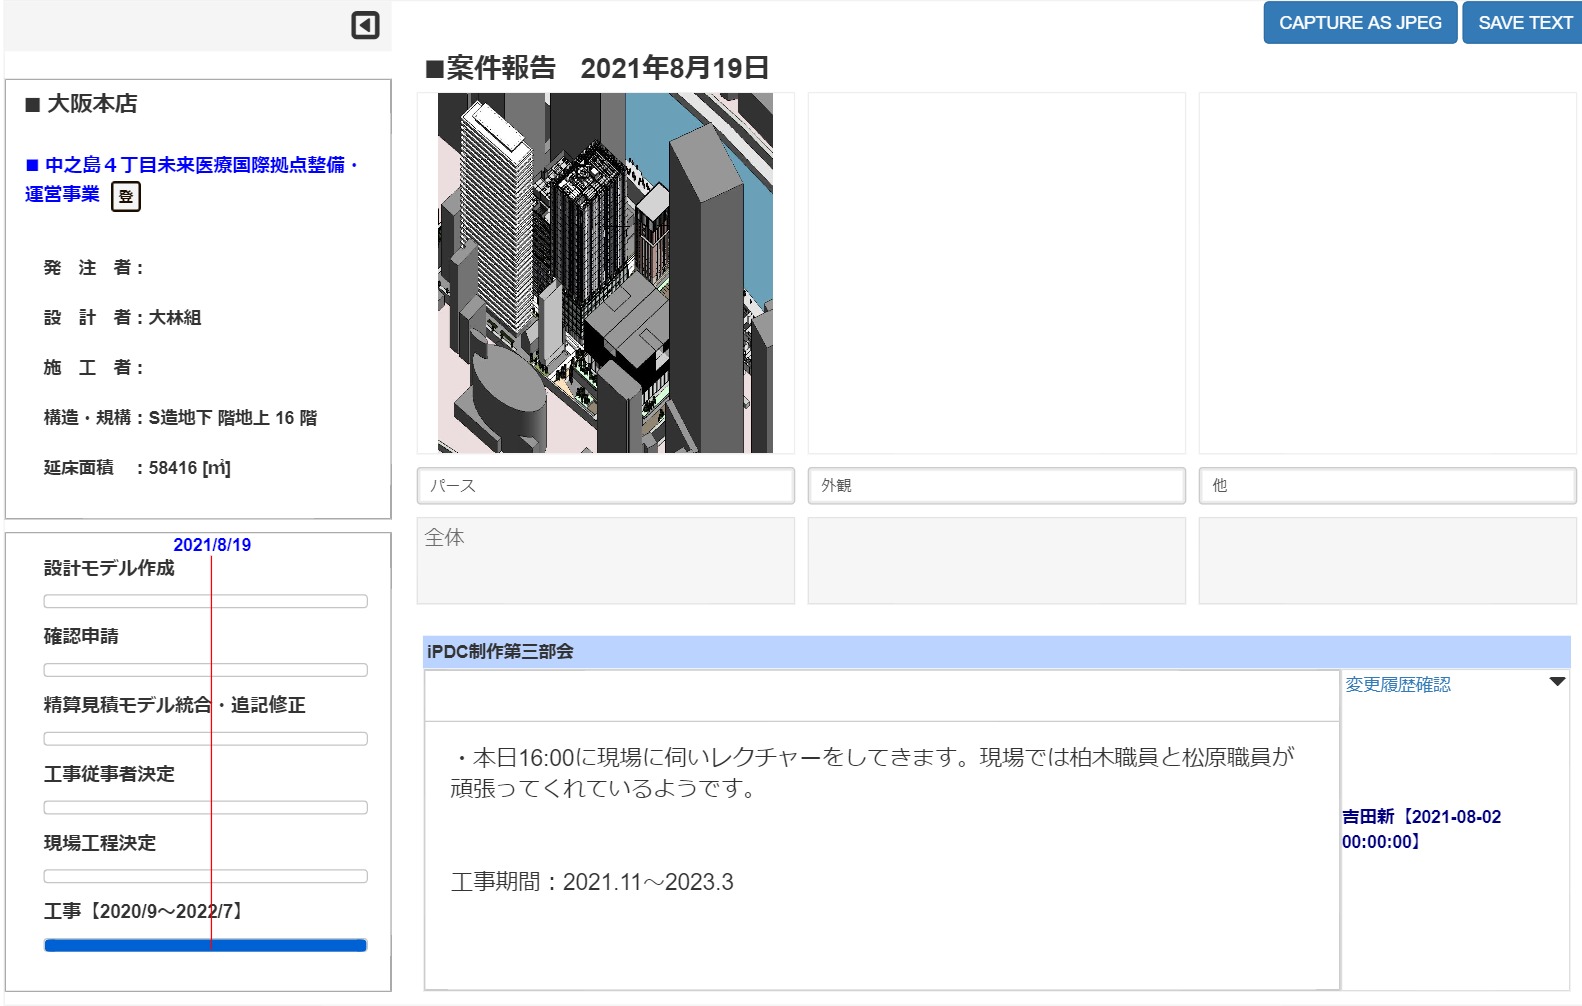 CAPTURE AS JPEG
SAVE TEXT
■ 大阪本店
■ 中之島４丁目未来医療国際拠点整備・
運営事業 登
発　注　者：
設　計　者：大林組
施　工　者：
構造・規構：S造地下 階地上 16 階
延床面積　：58416 [㎡]
2021/8/19
設計モデル作成
確認申請
精算見積モデル統合・追記修正
工事従事者決定
現場工程決定
工事【2020/9～2022/7】
■案件報告　2021年8月19日
パース
外観
他
全体
iPDC制作第三部会
・本日16:00に現場に伺いレクチャーをしてきます。現場では柏木職員と松原職員が
頑張ってくれているようです。
工事期間：2021.11～2023.3
変更履歴確認
吉田新【2021-08-02
00:00:00】